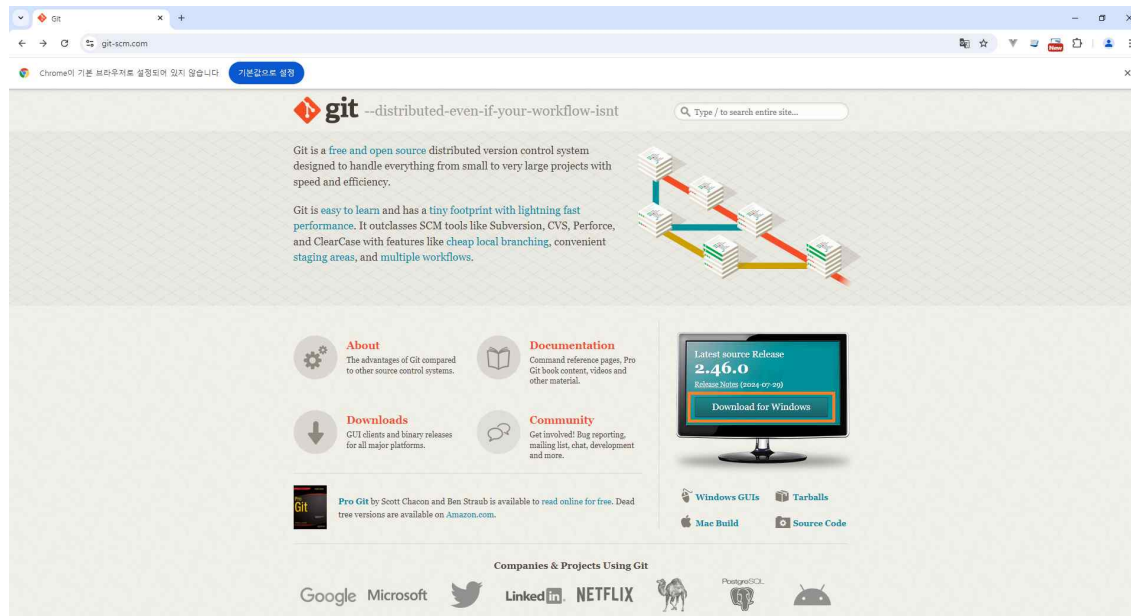 Git
git-scm.com
New
Chrome이 기본 브라우저로 설정되어 있지 않습니다.
기본값으로 설정
git --distributed-even-if-your-workflow-isnt
Type / to search entire site...
Git is a free and open source distributed version control system
designed to handle everything from small to very large projects with
speed and efficiency.
Git is easy to learn and has a tiny footprint with lightning fast
performance. It outclasses SCM tools like Subversion, CVS, Perforce,
and ClearCase with features like cheap local branching, convenient
staging areas, and multiple workflows.
About
The advantages of Git compared
to other source control systems.
Documentation
Command reference pages, Pro
Git book content, videos and
other material.
Downloads
GUI clients and binary releases
for all major platforms.
Community
Get involved! Bug reporting,
mailing list, chat, development
and more.
Latest source Release
2.46.0
Release Notes (2024-07-29)
Download for Windows
Pro
Git
Pro Git by Scott Chacon and Ben Straub is available to read online for free. Dead
tree versions are available on Amazon.com.
Windows GUIs
Tarballs
Mac Build
Source Code
Companies & Projects Using Git
Google
Microsoft
Linked in
NETFLIX
PostgreSQL